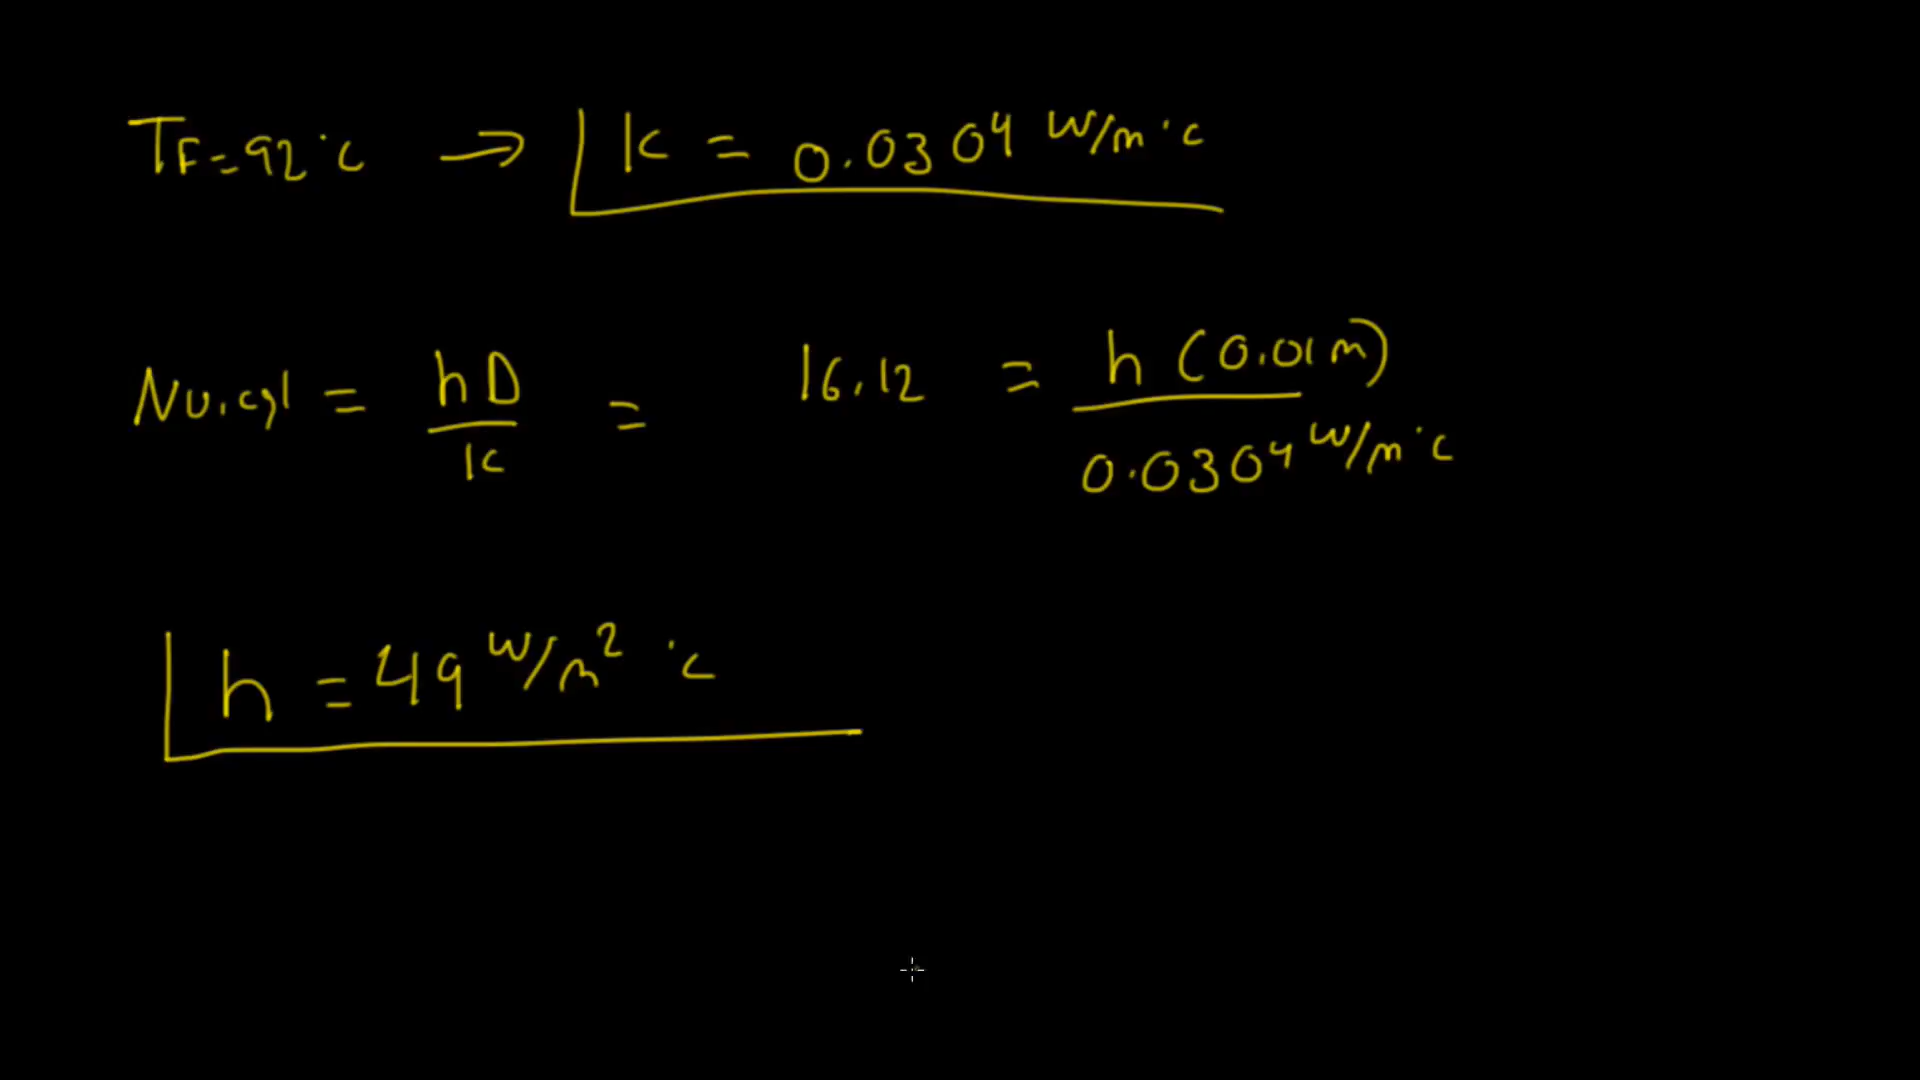 TF = 92 °C → k = 0.0304 W/m °C
Nu,cyl = hD/k = 16.12 = h (0.01m) / 0.0304 W/m °C
h = 49 W/m² °C